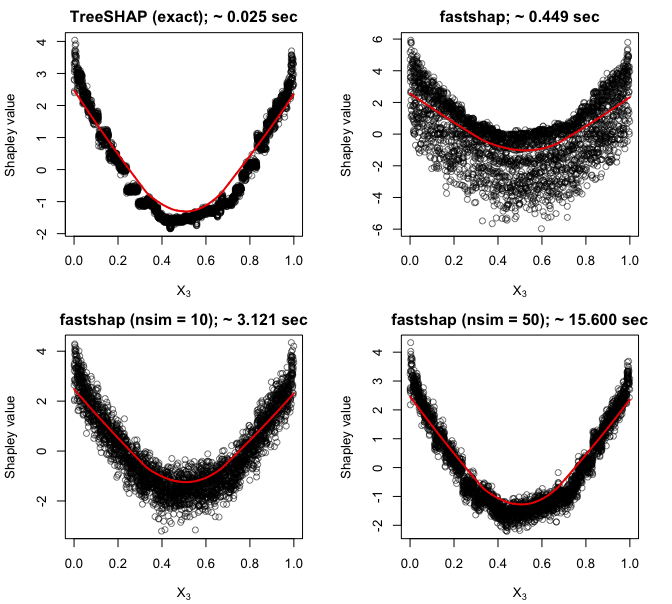 TreeSHAP (exact); ~ 0.025 sec
Shapley value
4
3
2
1
0
-1
-2
0.0 0.2 0.4 0.6 0.8 1.0
X₃
fastshap; ~ 0.449 sec
Shapley value
6
4
2
0
-2
-4
-6
0.0 0.2 0.4 0.6 0.8 1.0
X₃
fastshap (nsim = 10); ~ 3.121 sec
Shapley value
4
2
0
-2
0.0 0.2 0.4 0.6 0.8 1.0
X₃
fastshap (nsim = 50); ~ 15.600 sec
Shapley value
4
3
2
1
0
-1
-2
0.0 0.2 0.4 0.6 0.8 1.0
X₃